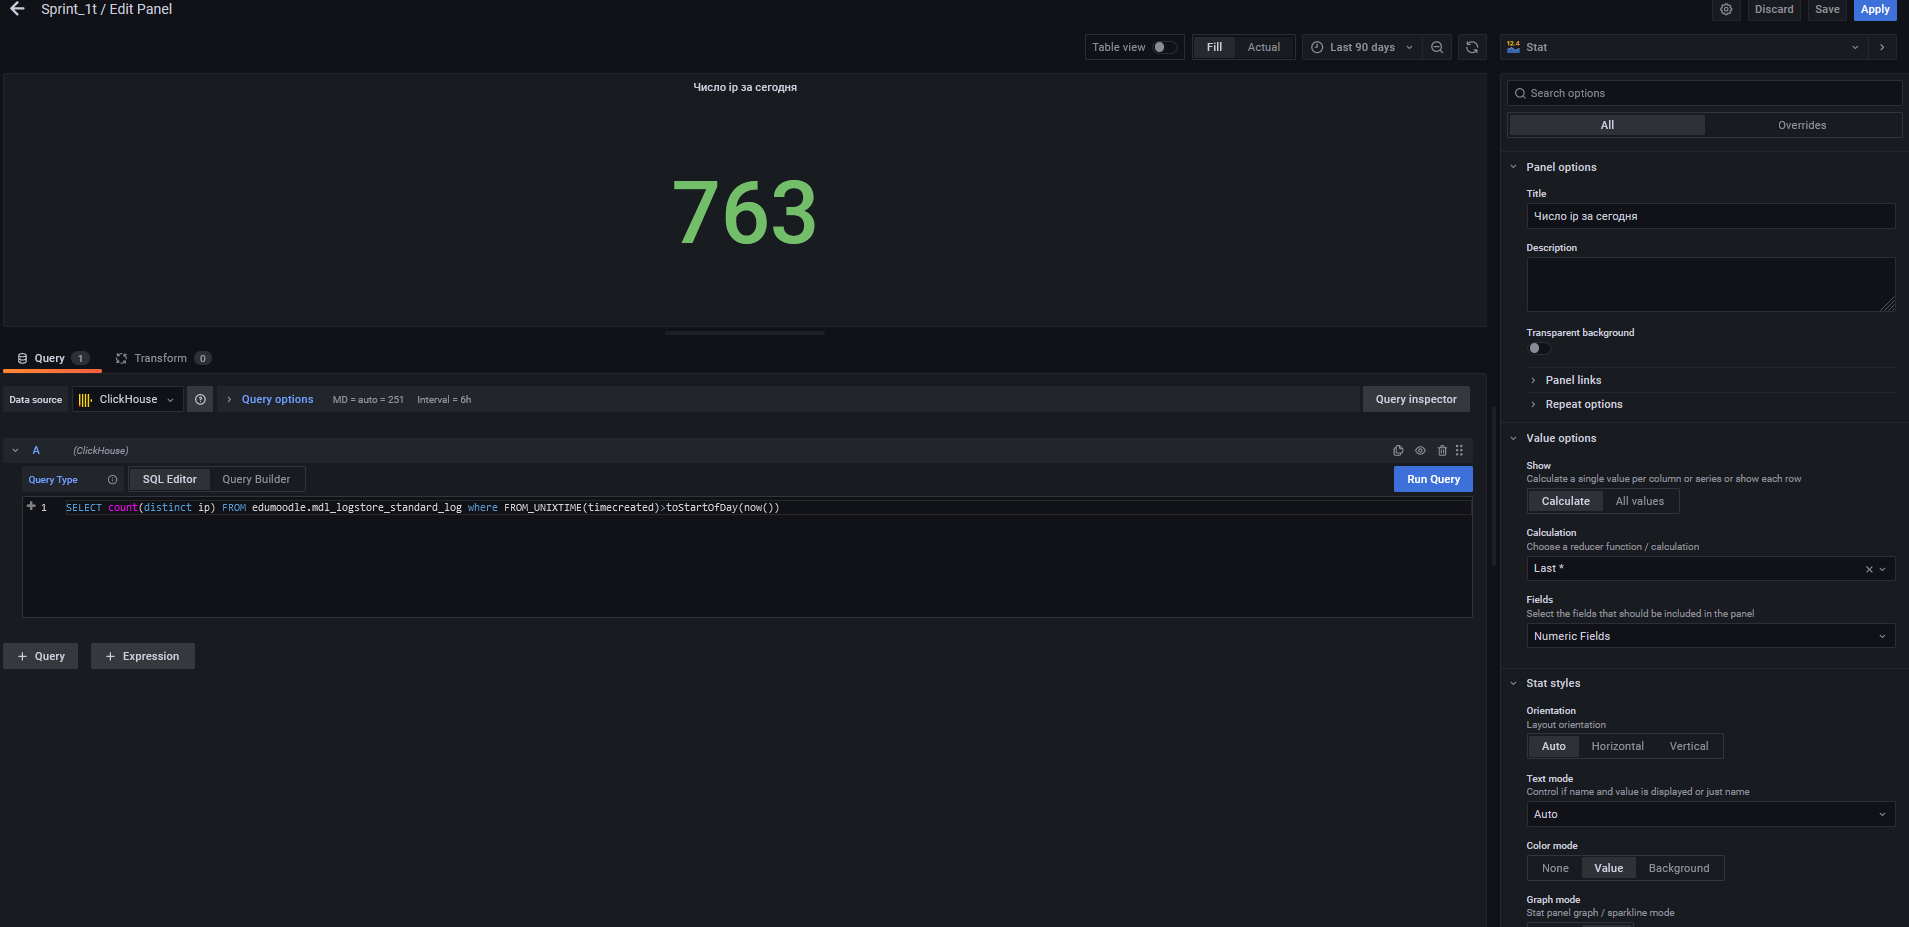 Sprint_1t / Edit Panel
Discard
Save
Apply
Table view
Fill
Actual
Last 90 days
12.4
Stat
Число ip за сегодня
763
Search options
All
Overrides
Panel options
Title
Число ip за сегодня
Description
Transparent background
Panel links
Repeat options
Query 1
Transform 0
Data source
ClickHouse
Query options
MD = auto = 251
Interval = 6h
Query inspector
A
(ClickHouse)
Query Type
SQL Editor
Query Builder
Run Query
1 SELECT count(distinct ip) FROM edumoodle.mdl_logstore_standard_log where FROM_UNIXTIME(timecreated)>toStartOfDay(now())
+ Query
+ Expression
Value options
Show
Calculate a single value per column or series or show each row
Calculate
All values
Calculation
Choose a reducer function / calculation
Last *
Fields
Select the fields that should be included in the panel
Numeric Fields
Stat styles
Orientation
Layout orientation
Auto
Horizontal
Vertical
Text mode
Control if name and value is displayed or just name
Auto
Color mode
None
Value
Background
Graph mode
Stat panel graph / sparkline mode